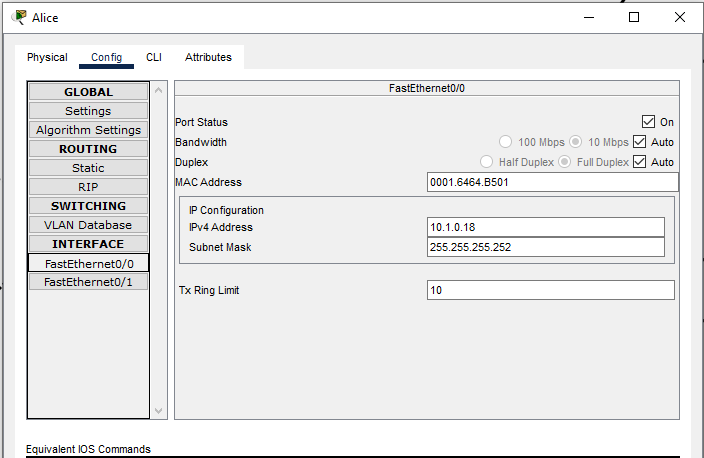 Alice
Physical Config CLI Attributes
GLOBAL
Settings
Algorithm Settings
ROUTING
Static
RIP
SWITCHING
VLAN Database
INTERFACE
FastEthernet0/0
FastEthernet0/1
FastEthernet0/0
Port Status On
Bandwidth 100 Mbps 10 Mbps Auto
Duplex Half Duplex Full Duplex Auto
MAC Address 0001.6464.B501
IP Configuration
IPv4 Address 10.1.0.18
Subnet Mask 255.255.255.252
Tx Ring Limit 10
Equivalent IOS Commands